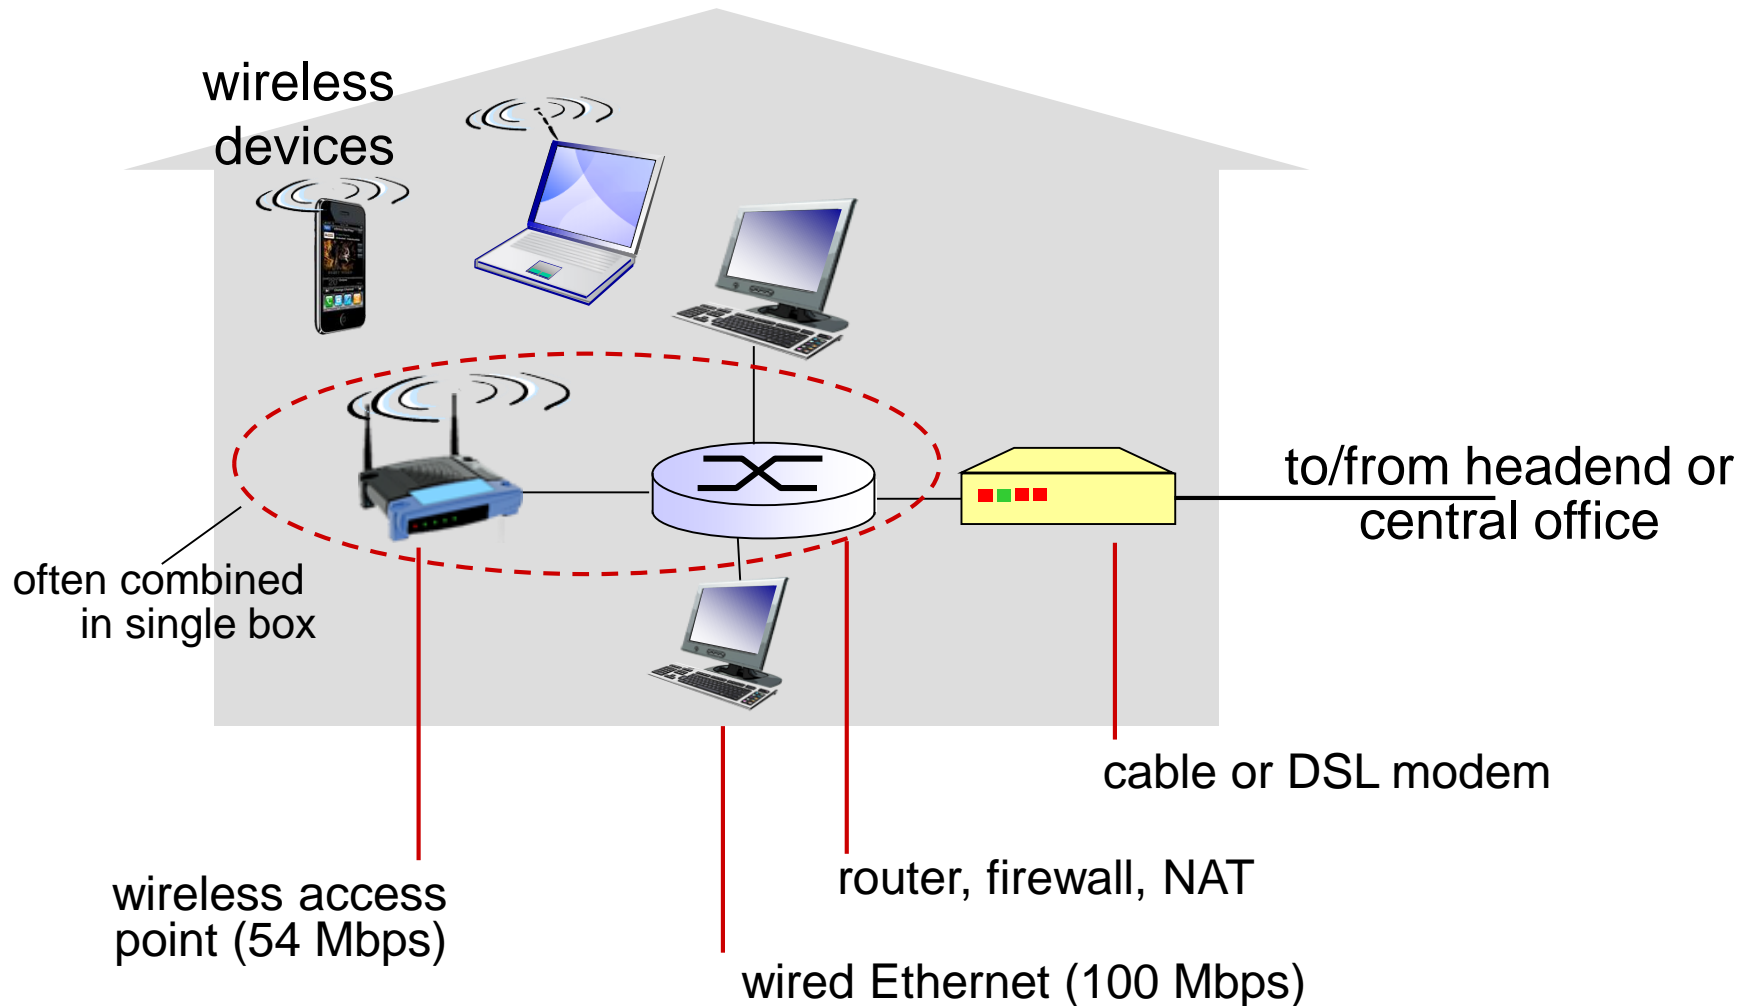 wireless
devices
to/from headend or
central office
often combined
in single box
cable or DSL modem
router, firewall, NAT
wireless access
point (54 Mbps)
wired Ethernet (100 Mbps)